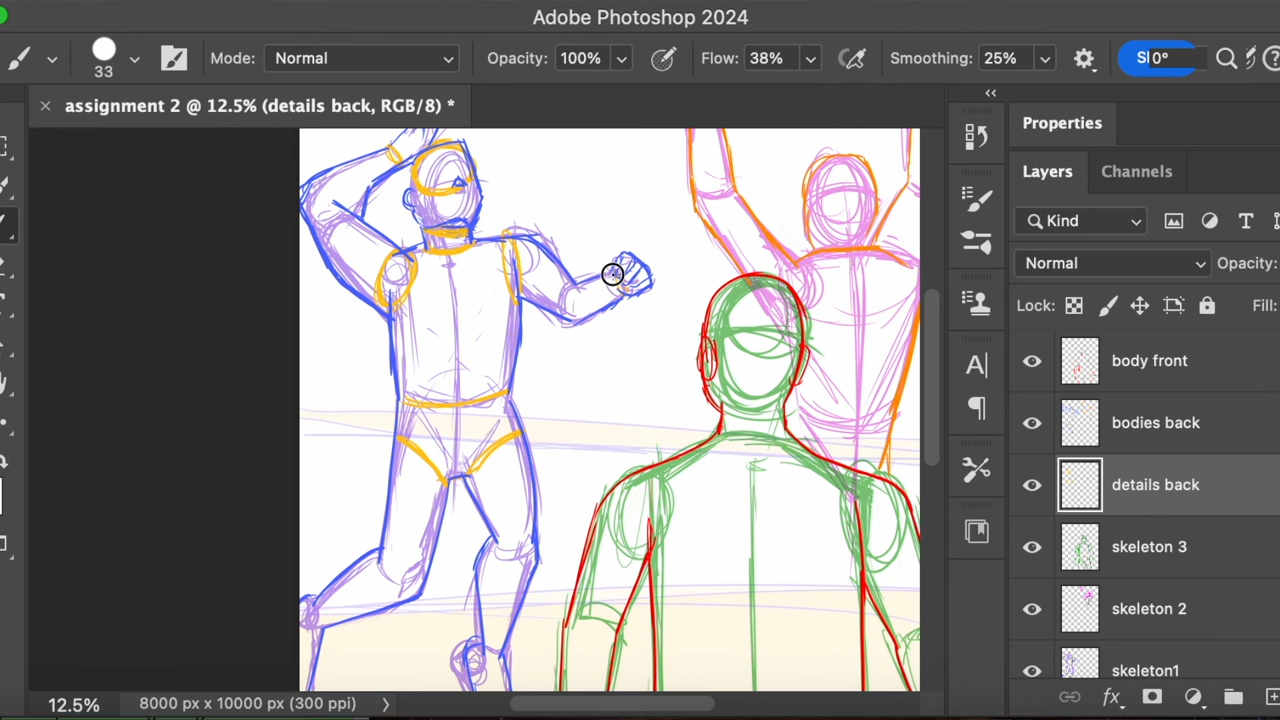 Adobe Photoshop 2024
33
Mode: Normal
Opacity: 100%
Flow: 38%
Smoothing: 25%
0°
assignment 2 @ 12.5% (details back, RGB/8) *
Properties
Layers
Channels
Kind
Normal
Opacity:
Lock:
Fill:
body front
bodies back
details back
skeleton 3
skeleton 2
skeleton1
12.5%
8000 px x 10000 px (300 ppi)